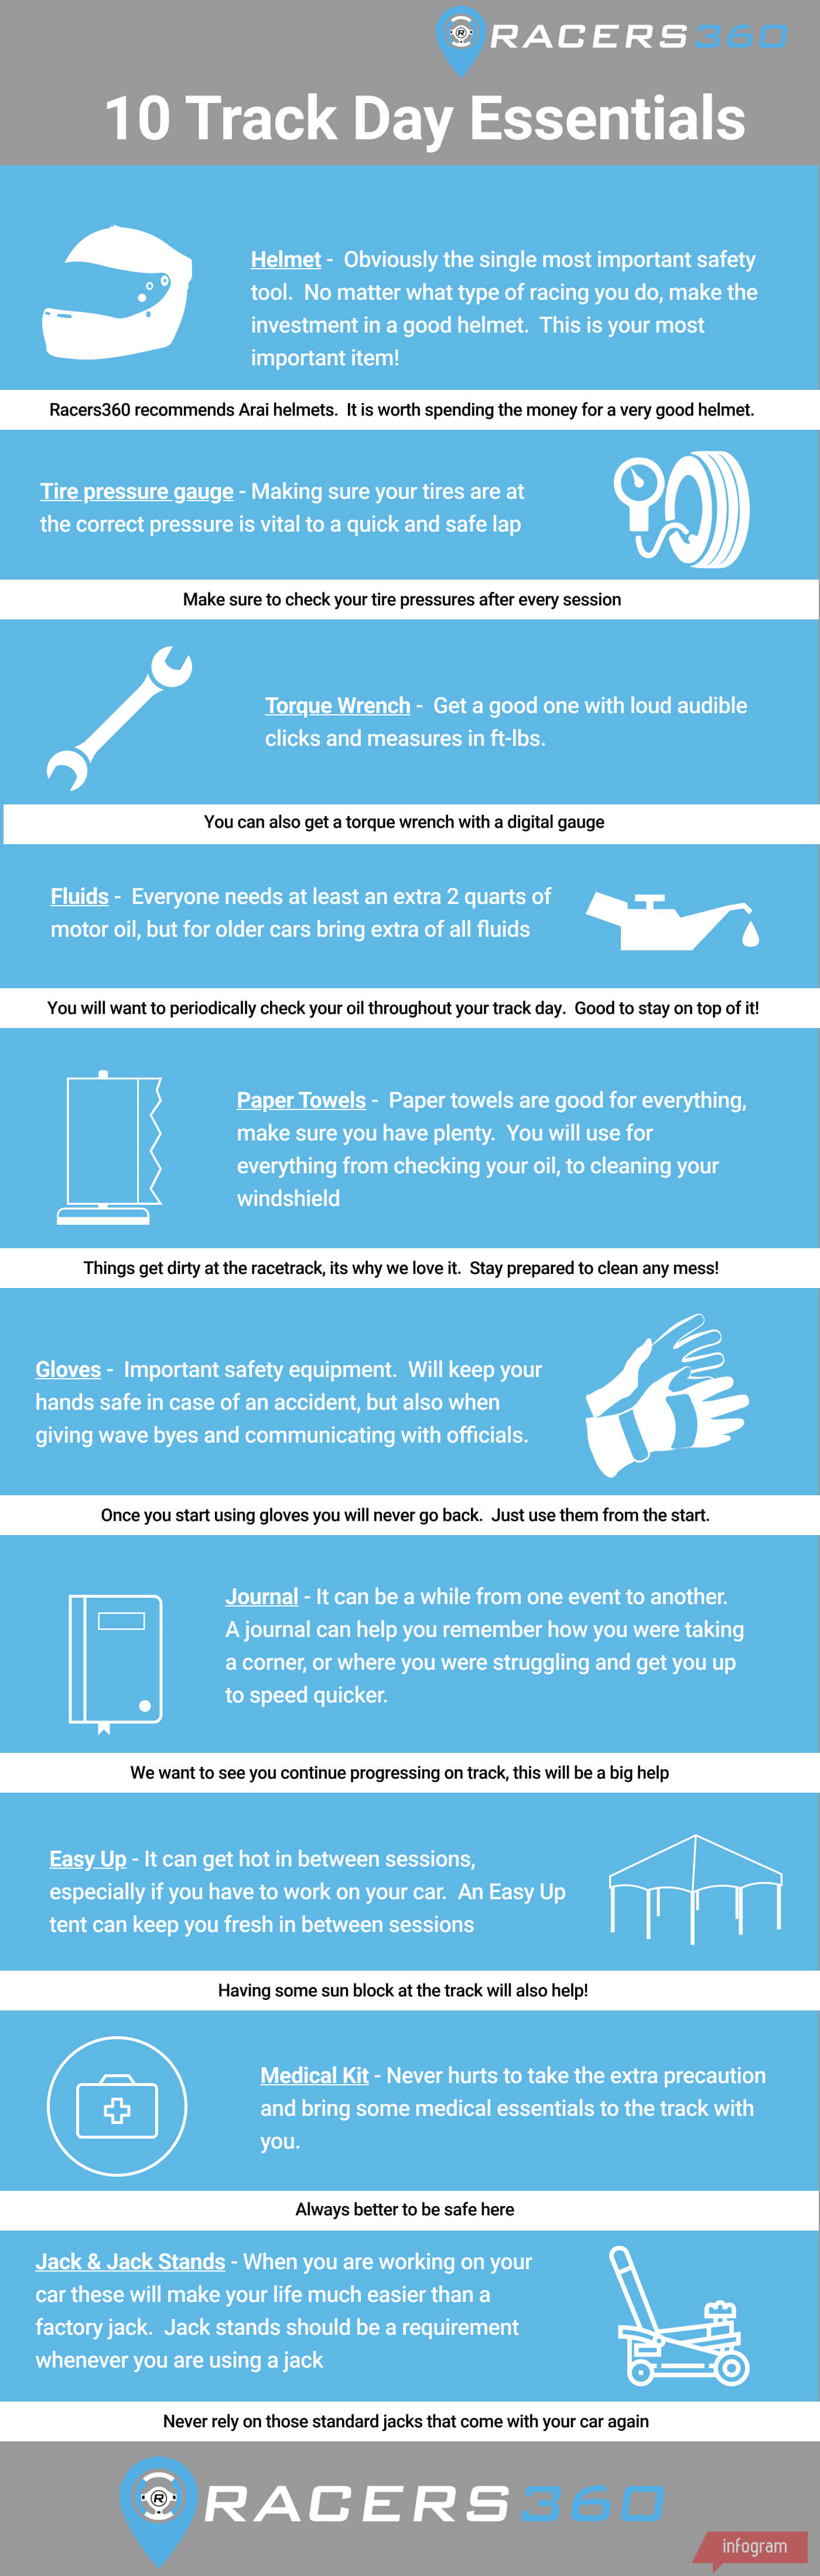 RACERS360
10 Track Day Essentials
Helmet - Obviously the single most important safety
tool. No matter what type of racing you do, make the
investment in a good helmet. This is your most
important item!
Racers360 recommends Arai helmets. It is worth spending the money for a very good helmet.
Tire pressure gauge - Making sure your tires are at
the correct pressure is vital to a quick and safe lap
Make sure to check your tire pressures after every session
Torque Wrench - Get a good one with loud audible
clicks and measures in ft-lbs.
You can also get a torque wrench with a digital gauge
Fluids - Everyone needs at least an extra 2 quarts of
motor oil, but for older cars bring extra of all fluids
You will want to periodically check your oil throughout your track day. Good to stay on top of it!
Paper Towels - Paper towels are good for everything,
make sure you have plenty. You will use for
everything from checking your oil, to cleaning your
windshield
Things get dirty at the racetrack, its why we love it. Stay prepared to clean any mess!
Gloves - Important safety equipment. Will keep your
hands safe in case of an accident, but also when
giving wave byes and communicating with officials.
Once you start using gloves you will never go back. Just use them from the start.
Journal - It can be a while from one event to another.
A journal can help you remember how you were taking
a corner, or where you were struggling and get you up
to speed quicker.
We want to see you continue progressing on track, this will be a big help
Easy Up - It can get hot in between sessions,
especially if you have to work on your car. An Easy Up
tent can keep you fresh in between sessions
Having some sun block at the track will also help!
Medical Kit - Never hurts to take the extra precaution
and bring some medical essentials to the track with
you.
Always better to be safe here
Jack & Jack Stands - When you are working on your
car these will make your life much easier than a
factory jack. Jack stands should be a requirement
whenever you are using a jack
Never rely on those standard jacks that come with your car again
R RACERS360
infogram